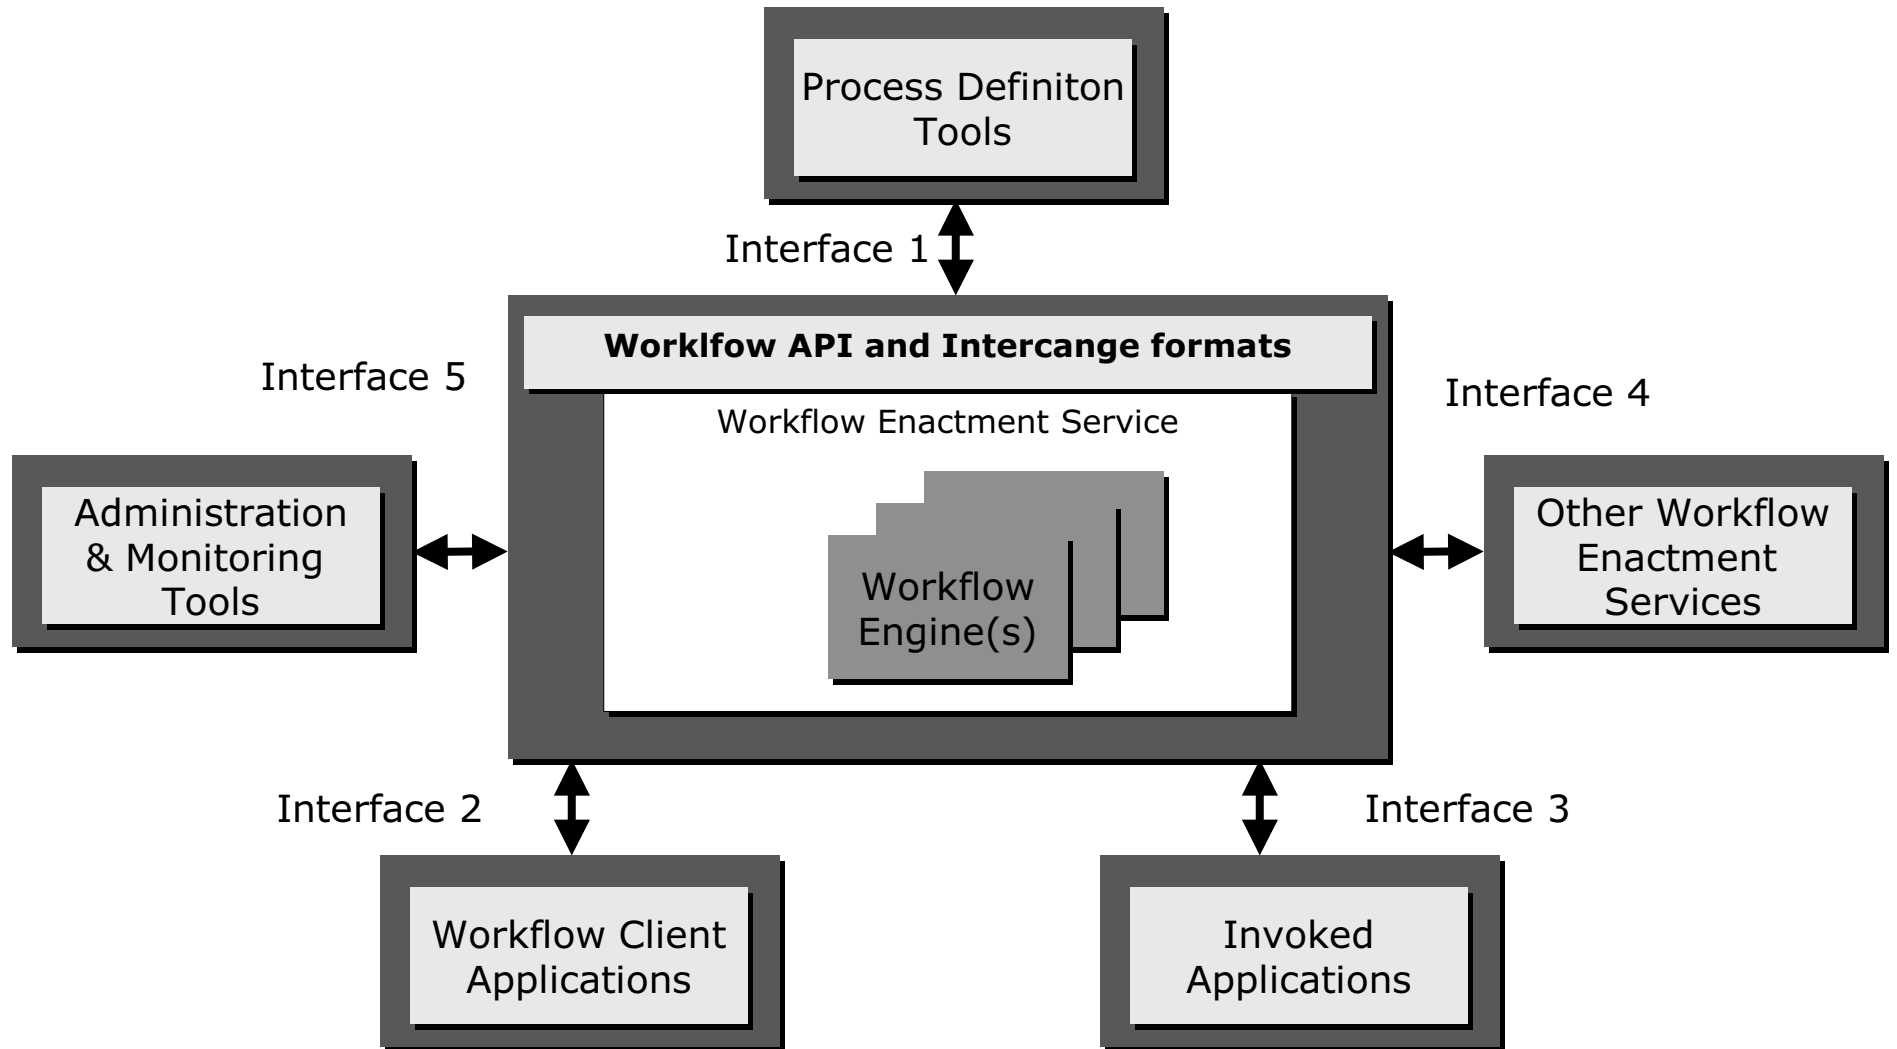 Process Definiton
Tools
Interface 1
Worklfow API and Intercange formats
Interface 5
Interface 4
Workflow Enactment Service
Administration
& Monitoring
Tools
Workflow
Engine(s)
Other Workflow
Enactment
Services
Interface 2
Interface 3
Workflow Client
Applications
Invoked
Applications